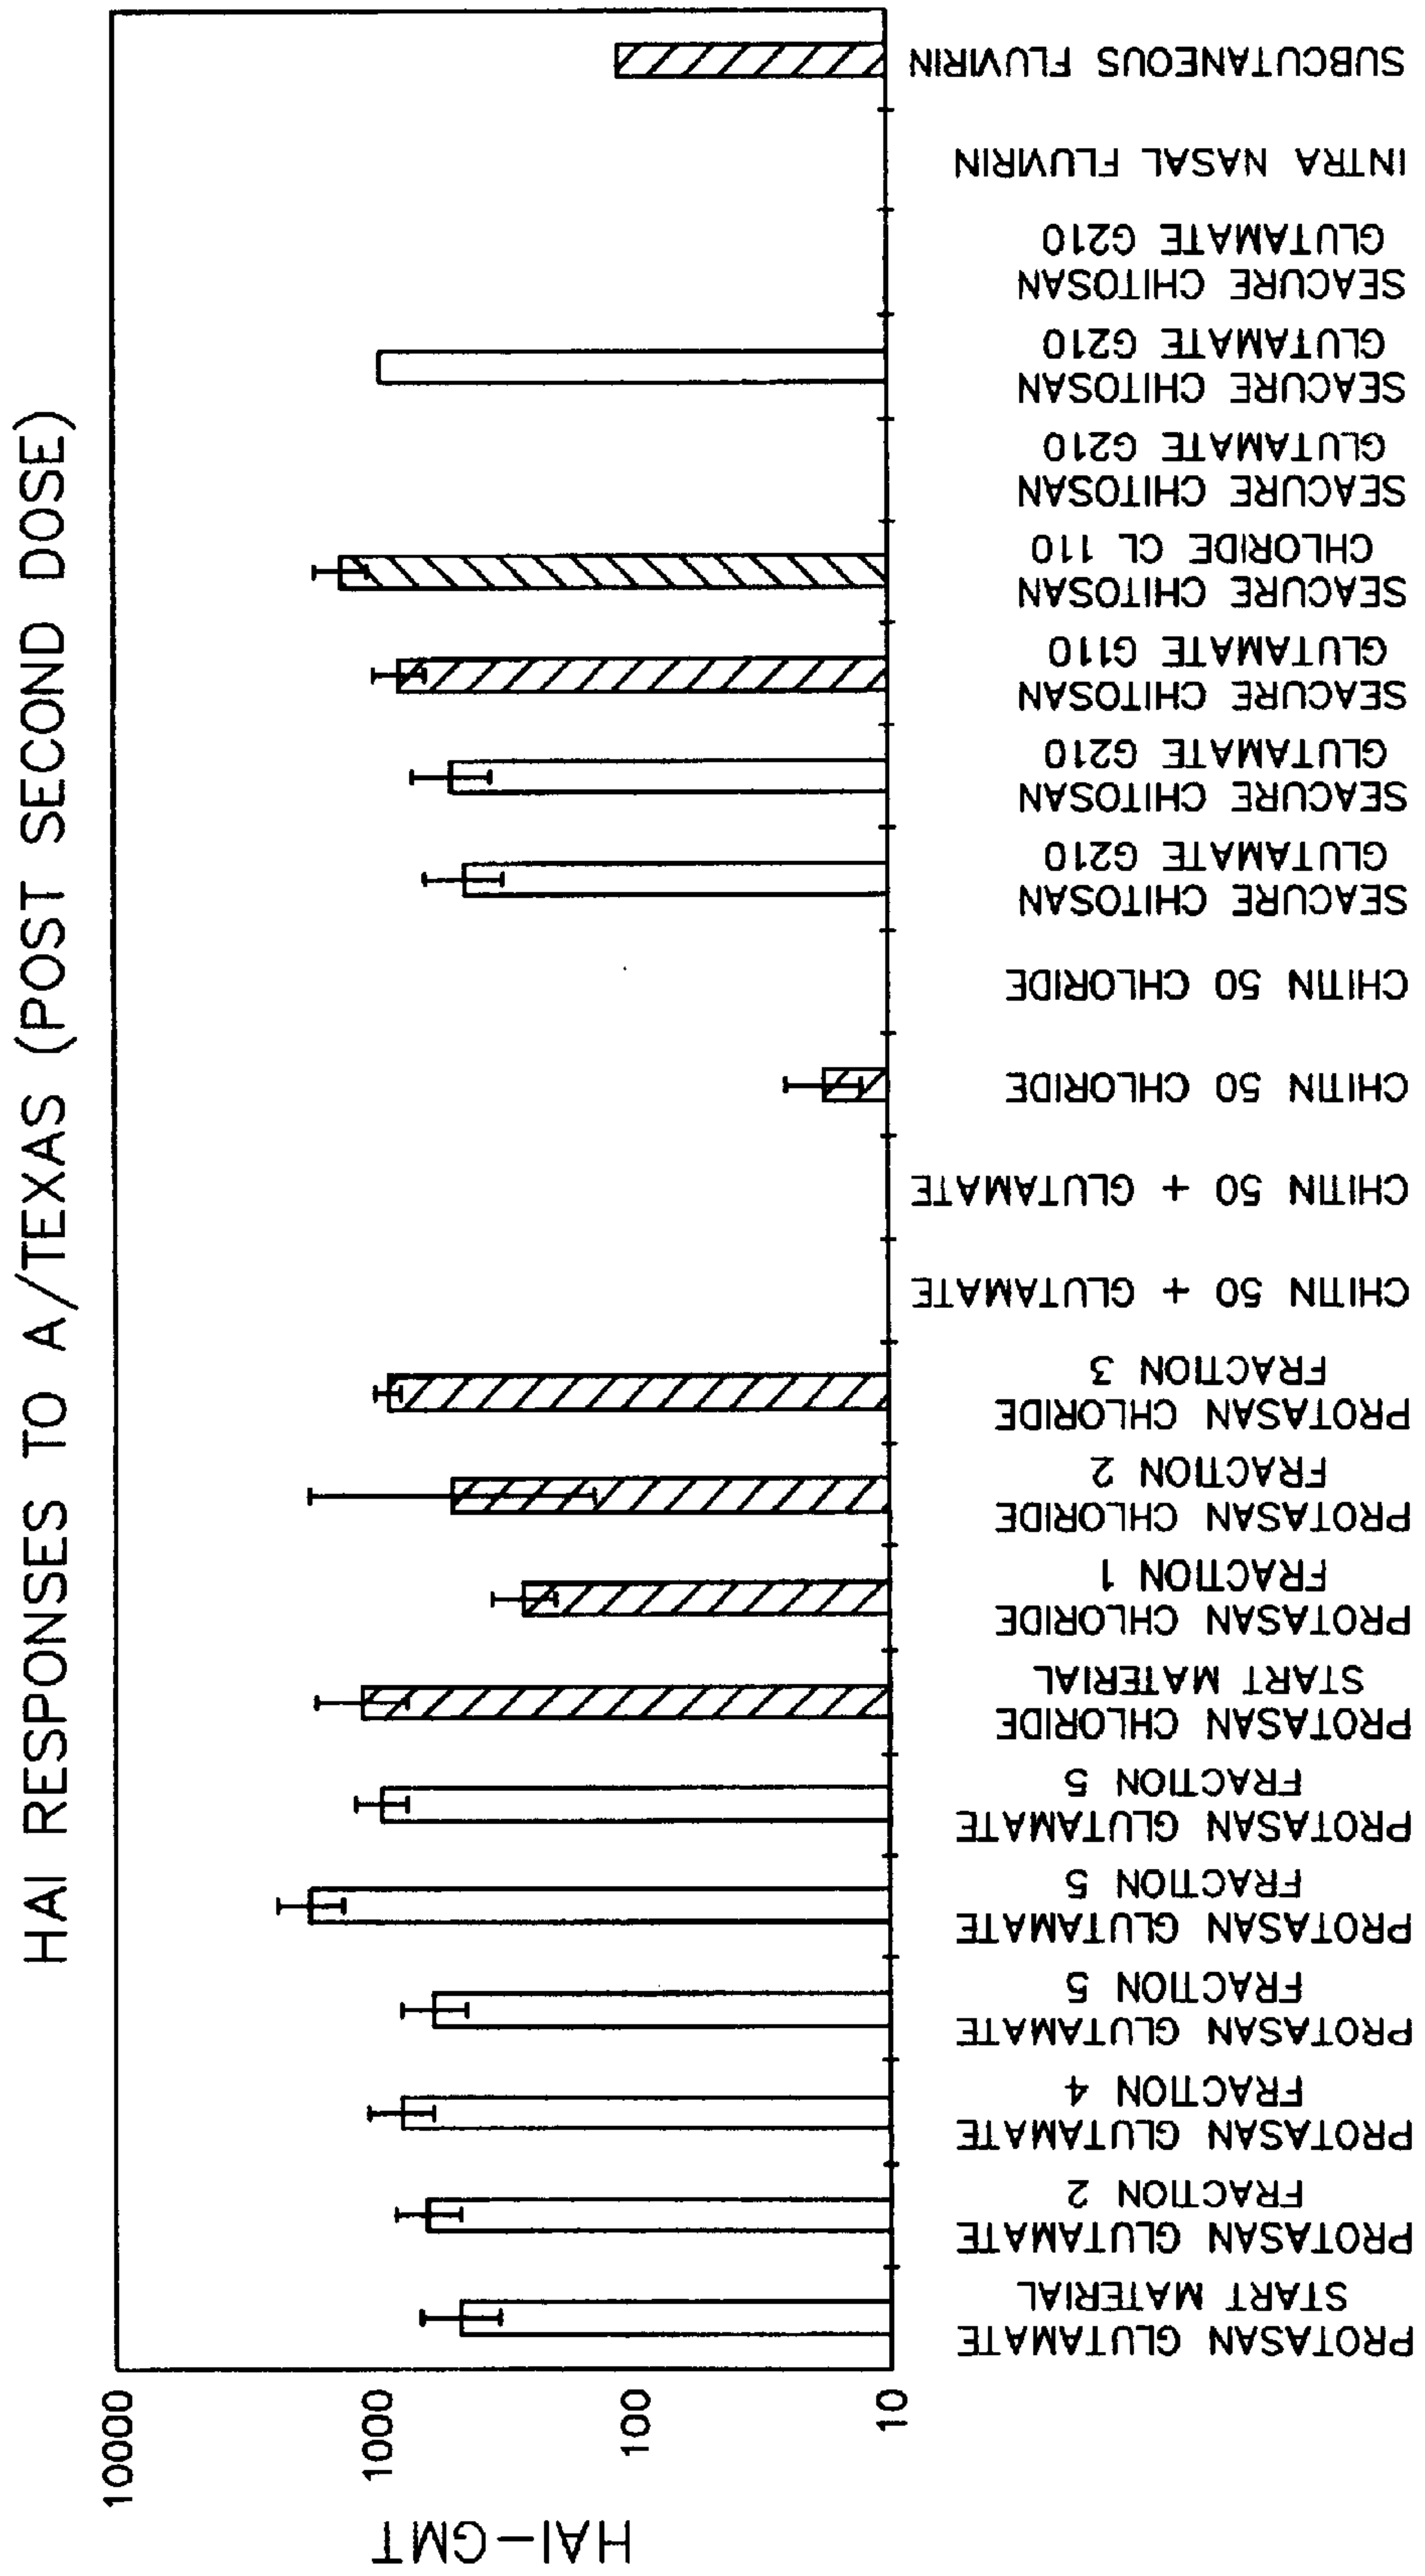 HAI RESPONSES TO A/TEXAS (POST SECOND DOSE)
HAI-GMT
10000
1000
100
10
PROTASAN GLUTAMATE
START MATERIAL
PROTASAN GLUTAMATE
FRACTION 2
PROTASAN GLUTAMATE
FRACTION 4
PROTASAN GLUTAMATE
FRACTION 5
PROTASAN GLUTAMATE
FRACTION 5
PROTASAN GLUTAMATE
FRACTION 5
PROTASAN CHLORIDE
START MATERIAL
PROTASAN CHLORIDE
FRACTION 1
PROTASAN CHLORIDE
FRACTION 2
PROTASAN CHLORIDE
FRACTION 3
CHITIN 50 + GLUTAMATE
CHITIN 50 + GLUTAMATE
CHITIN 50 CHLORIDE
CHITIN 50 CHLORIDE
SEACURE CHITOSAN
GLUTAMATE G210
SEACURE CHITOSAN
GLUTAMATE G210
SEACURE CHITOSAN
GLUTAMATE G110
SEACURE CHITOSAN
CHLORIDE CL 110
SEACURE CHITOSAN
GLUTAMATE G210
SEACURE CHITOSAN
GLUTAMATE G210
SEACURE CHITOSAN
GLUTAMATE G210
INTRA NASAL FLUVIRIN
SUBCUTANEOUS FLUVIRIN